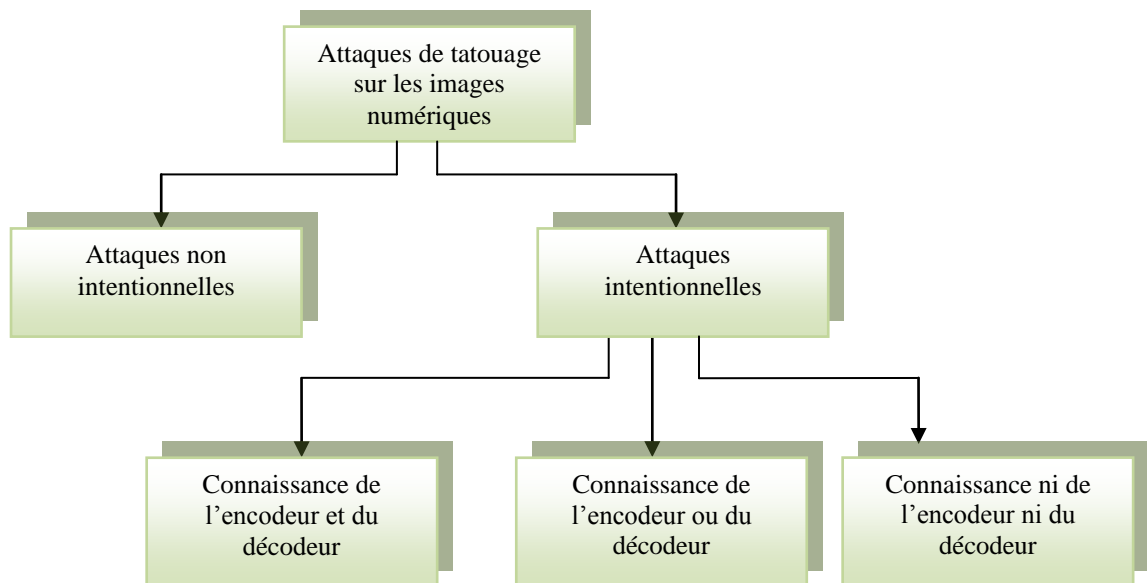 Attaques de tatouage
sur les images
numériques
Attaques non
intentionnelles
Attaques
intentionnelles
Connaissance de
l’encodeur et du
décodeur
Connaissance de
l’encodeur ou du
décodeur
Connaissance ni de
l’encodeur ni du
décodeur